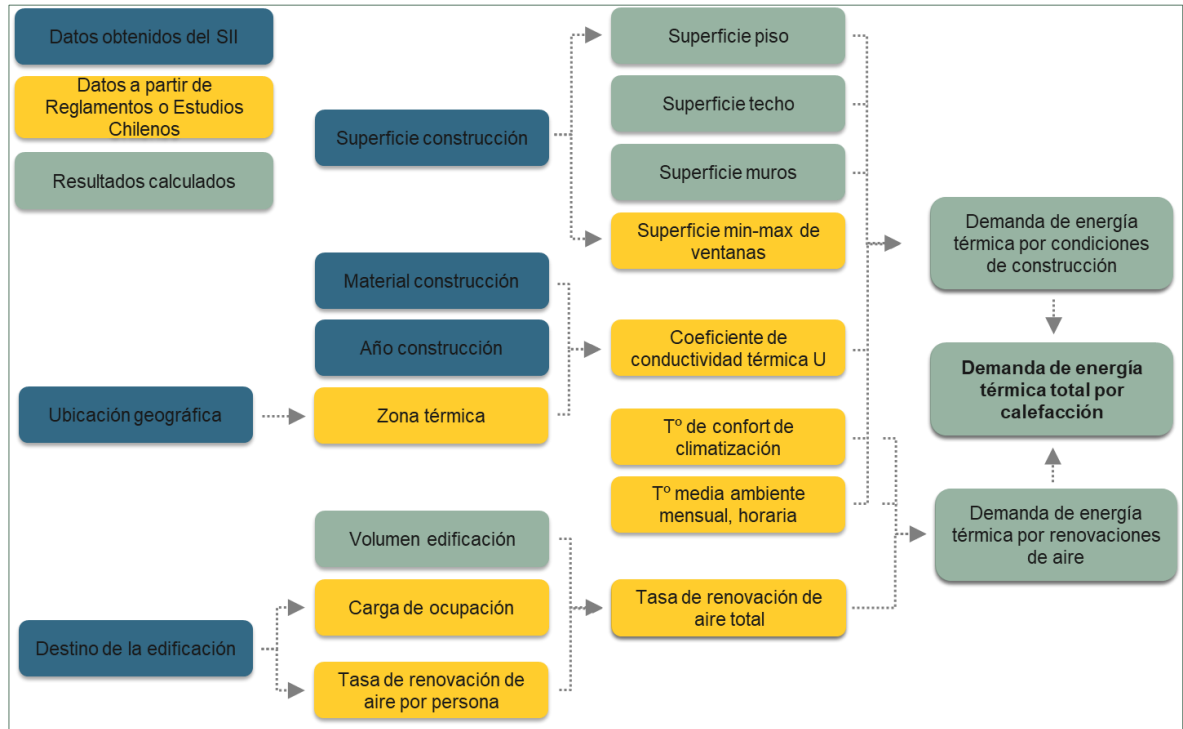 Datos obtenidos del SII
Datos a partir de
Reglamentos o Estudios
Chilenos
Resultados calculados
Superficie construcción
Superficie piso
Superficie techo
Superficie muros
Superficie min-max de
ventanas
Material construcción
Año construcción
Ubicación geográfica
Zona térmica
Coeficiente de
conductividad térmica U
Tº de confort de
climatización
Tº media ambiente
mensual, horaria
Volumen edificación
Carga de ocupación
Destino de la edificación
Tasa de renovación de
aire por persona
Tasa de renovación de
aire total
Demanda de energía
térmica por condiciones
de construcción
Demanda de energía
térmica total por
calefacción
Demanda de energía
térmica por renovaciones
de aire